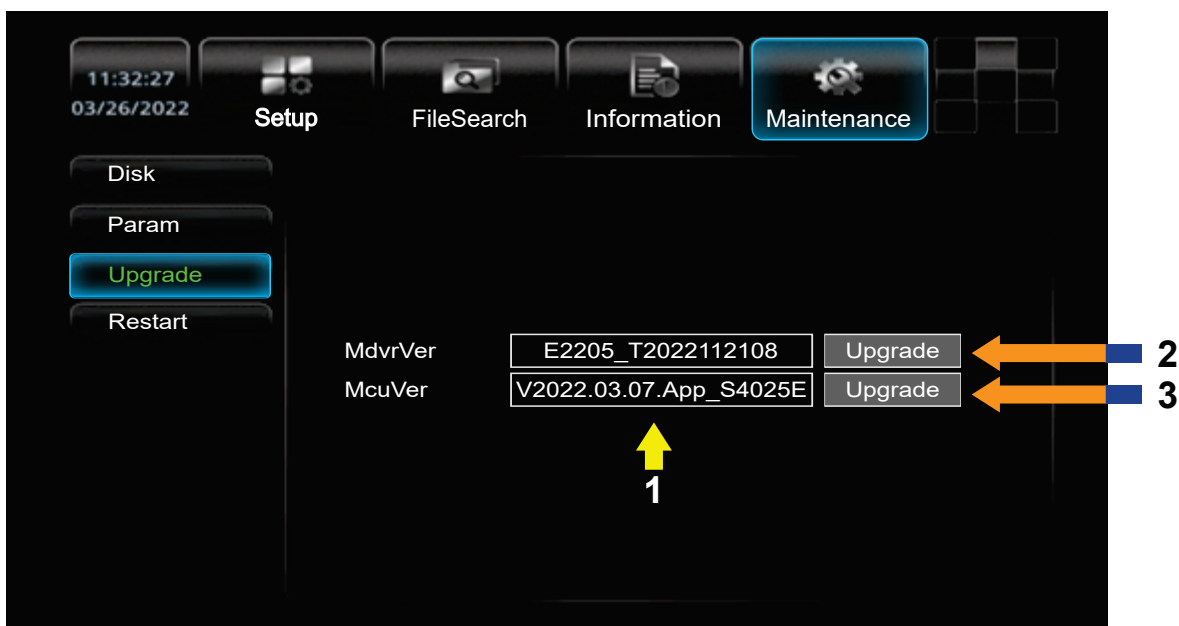 11:32:27
03/26/2022
Setup
FileSearch
Information
Maintenance
Disk
Param
Upgrade
Restart
MdvrVer E2205_T2022112108 Upgrade 2
McuVer V2022.03.07.App_S4025E Upgrade 3
1